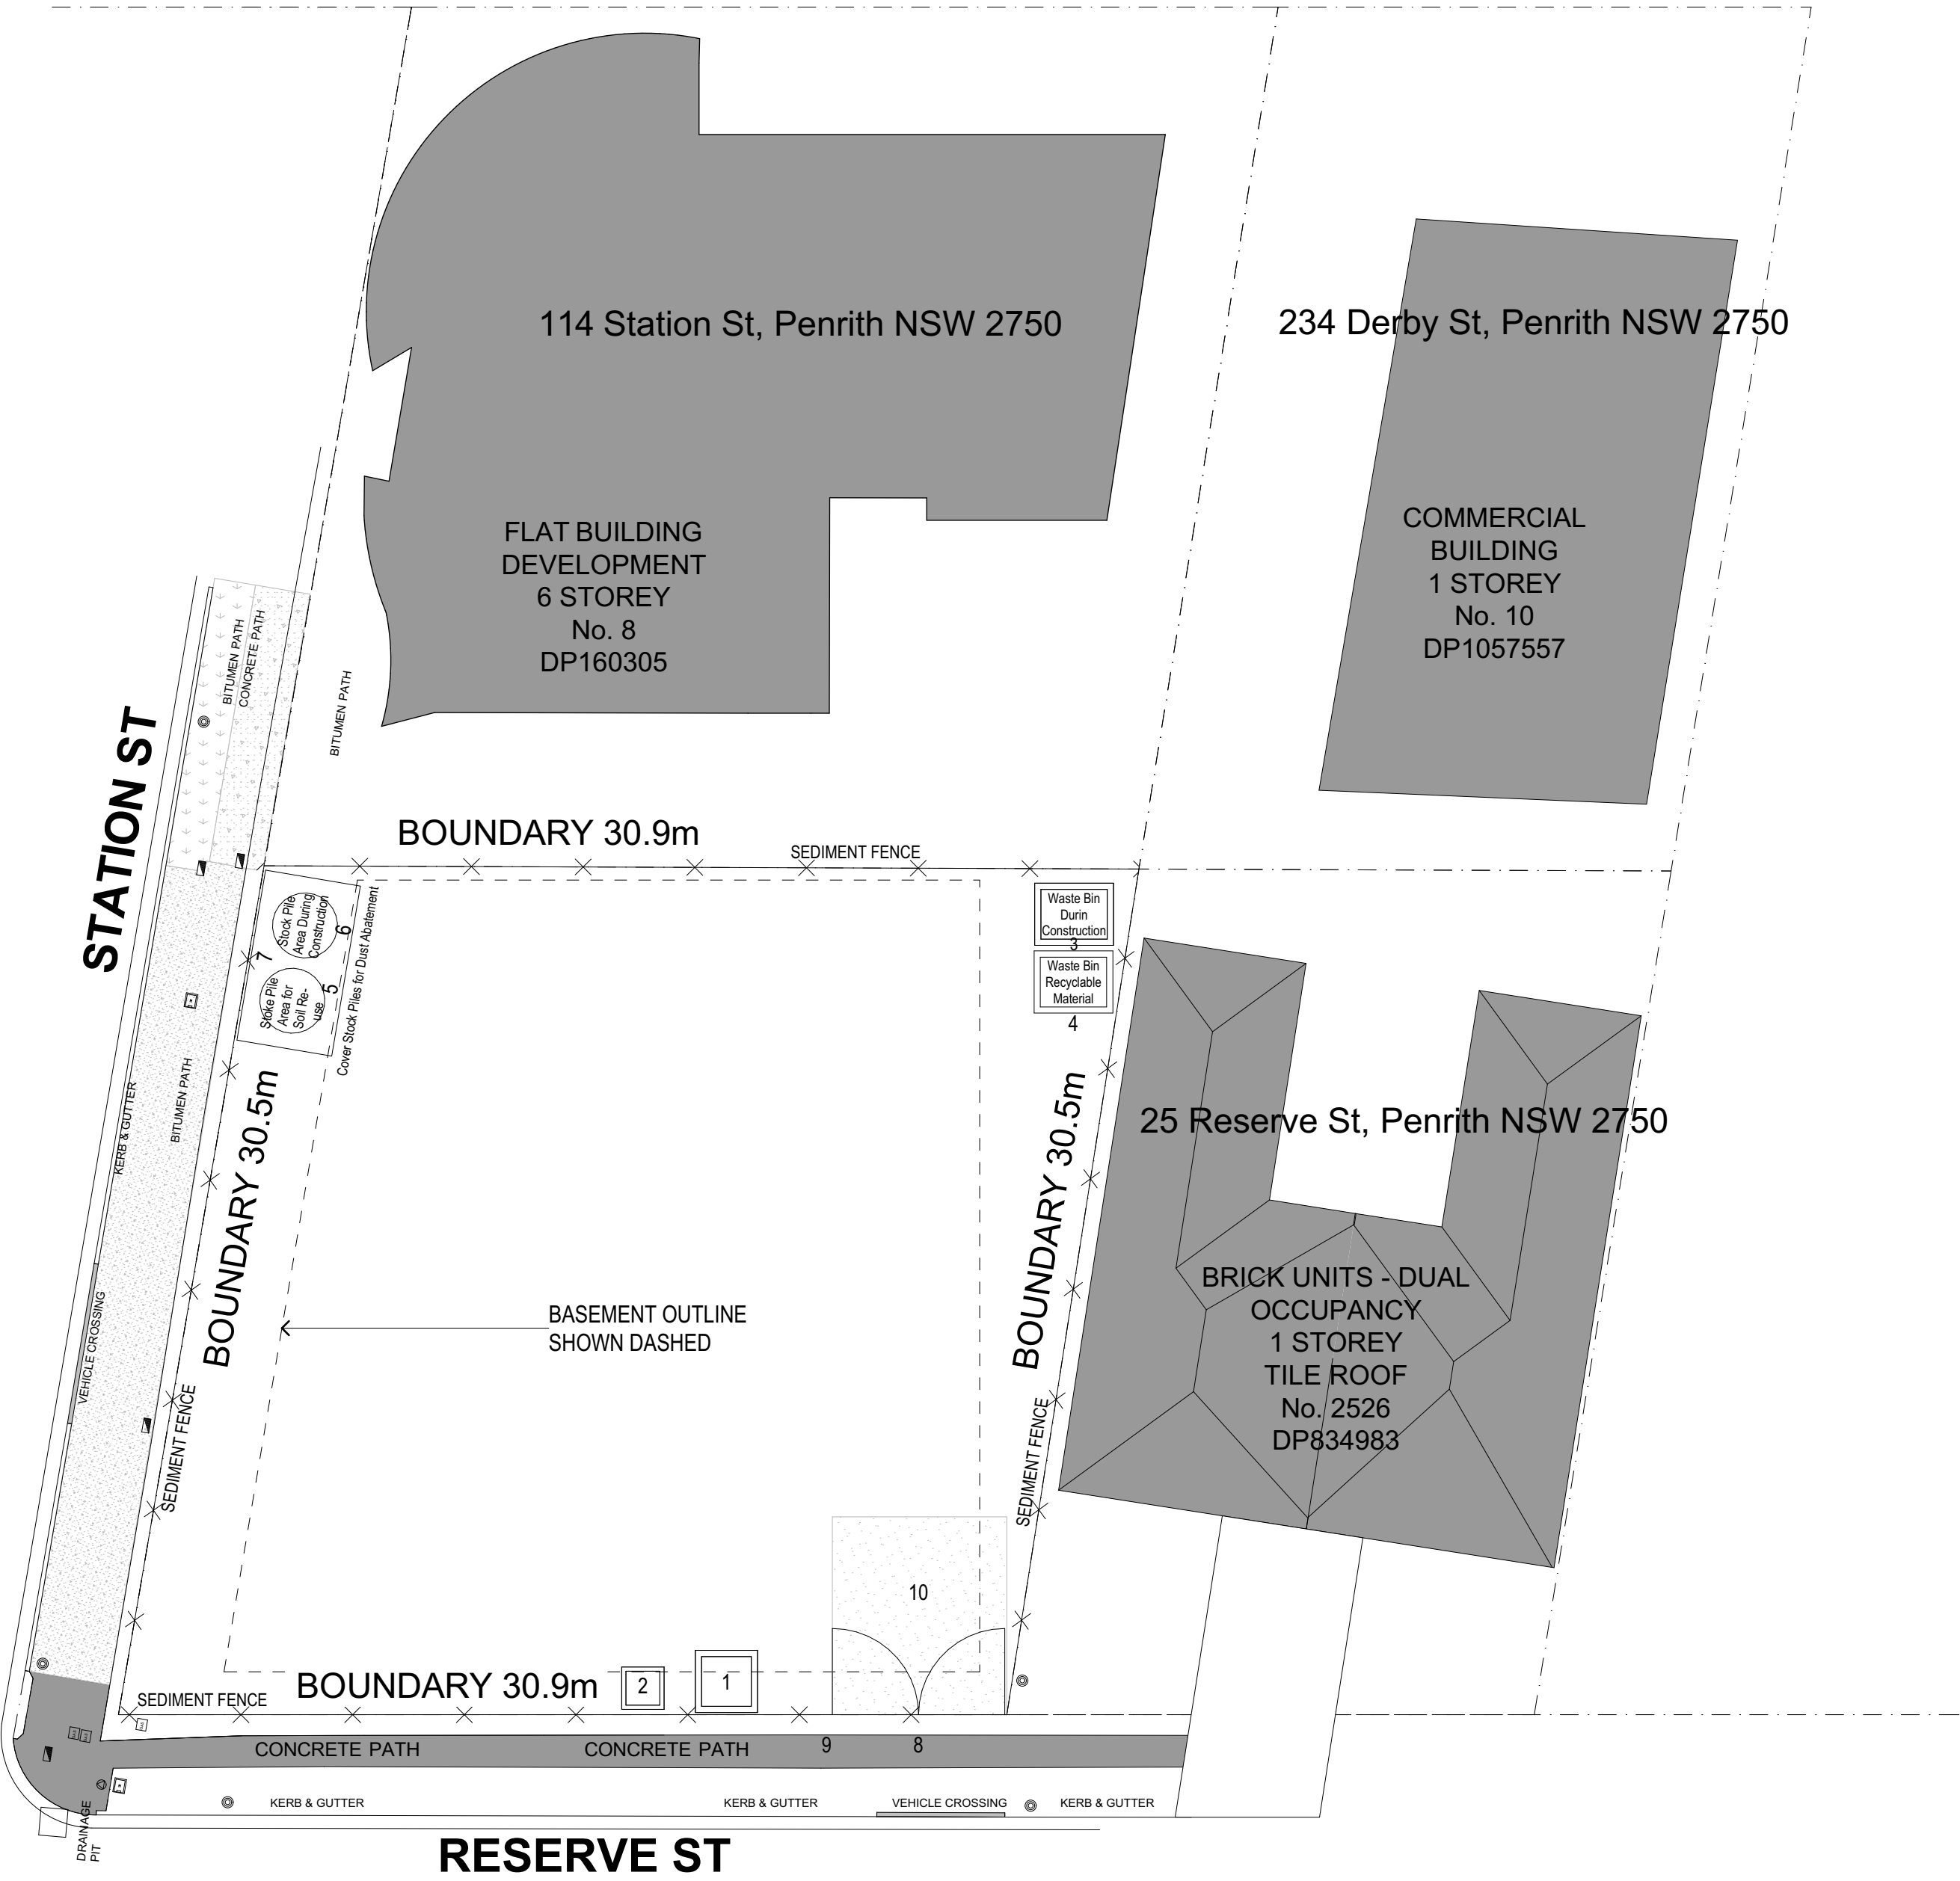 114 Station St, Penrith NSW 2750
234 Derby St, Penrith NSW 2750
FLAT BUILDING
DEVELOPMENT
6 STOREY
No. 8
DP160305
COMMERCIAL
BUILDING
1 STOREY
No. 10
DP1057557
BITUMEN PATH
CONCRETE PATH
BITUMEN PATH
STATION ST
BOUNDARY 30.9m
SEDIMENT FENCE
Stock Pile
Area During
Construction
6
7
Stoke Pile
Area for
Soil Re-
use
5
Cover Stock Piles for Dust Abatement
Waste Bin
Durin
Construction
3
Waste Bin
Recyclable
Material
4
KERB & GUTTER
BITUMEN PATH
BOUNDARY 30.5m
BOUNDARY 30.5m
25 Reserve St, Penrith NSW 2750
BRICK UNITS - DUAL
OCCUPANCY
1 STOREY
TILE ROOF
No. 2526
DP834983
VEHICLE CROSSING
BASEMENT OUTLINE
SHOWN DASHED
SEDIMENT FENCE
SEDIMENT FENCE
10
SEDIMENT FENCE
BOUNDARY 30.9m
2
1
CONCRETE PATH
CONCRETE PATH
9
8
KERB & GUTTER
KERB & GUTTER
VEHICLE CROSSING
KERB & GUTTER
DRAINAGE
PIT
RESERVE ST